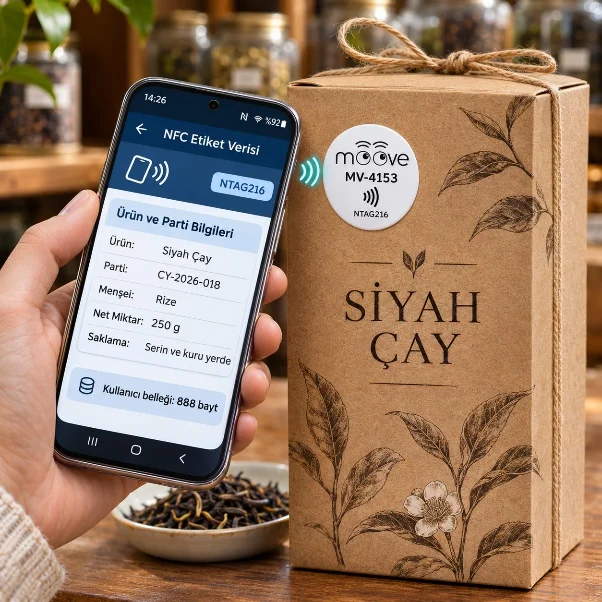 14:26
%92
NFC Etiket Verisi
NTAG216
Ürün ve Parti Bilgileri
Ürün: Siyah Çay
Parti: CY-2026-018
Menşei: Rize
Net Miktar: 250 g
Saklama: Serin ve kuru yerde
Kullanıcı belleği: 888 bayt
moove
MV-4153
NTAG216
SİYAH
ÇAY